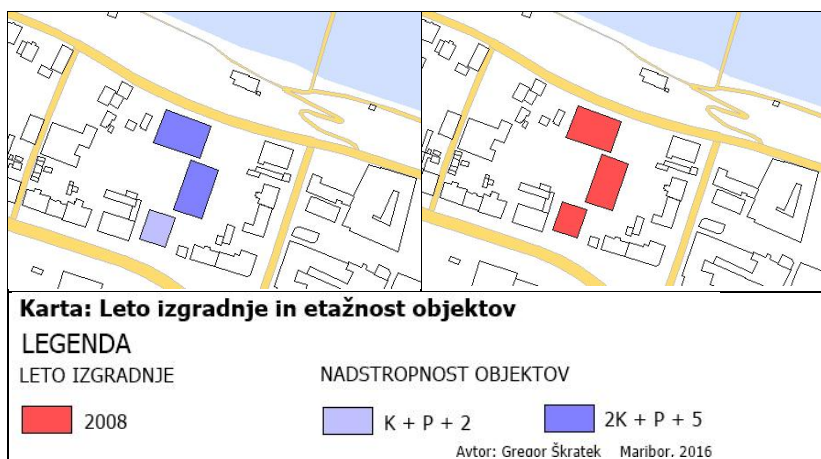 Karta: Leto izgradnje in etažnost objektov
LEGENDA
LETO IZGRADNJE NADSTROPNOST OBJEKTOV
2008 K + P + 2 2K + P + 5
Avtor: Gregor Škratek Maribor, 2016